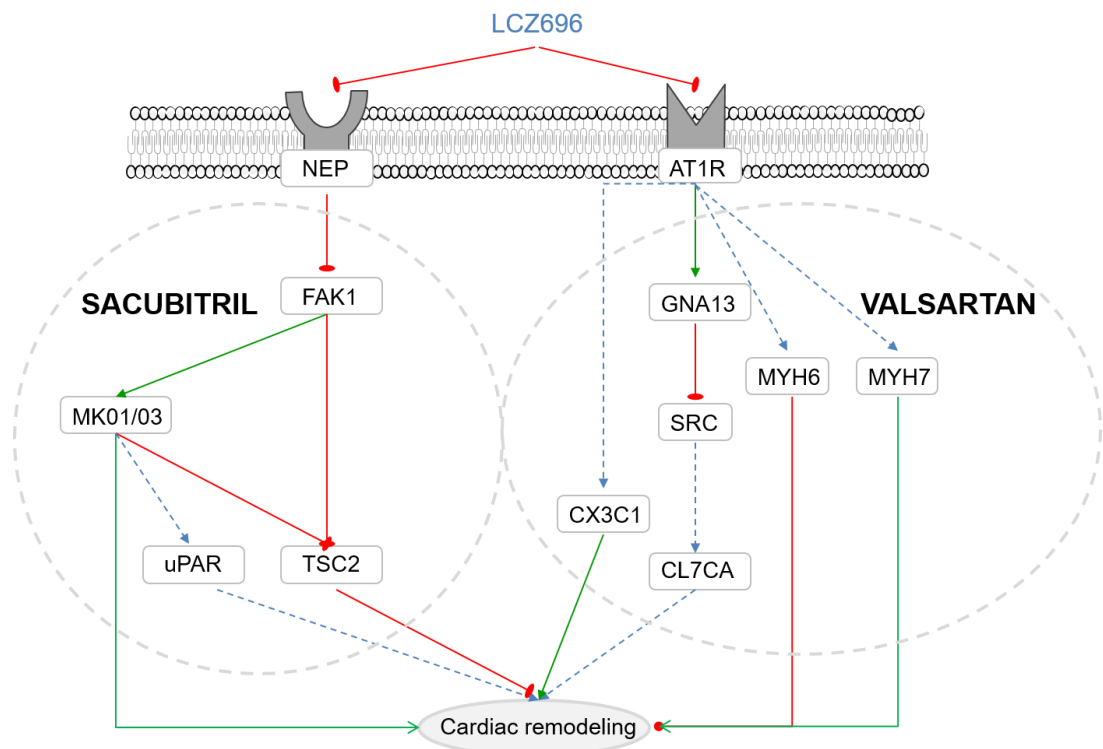 LCZ696
NEP
AT1R
SACUBITRIL
FAK1
GNA13
VALSARTAN
MYH6
MYH7
MK01/03
SRC
CX3C1
uPAR
TSC2
CL7CA
Cardiac remodeling